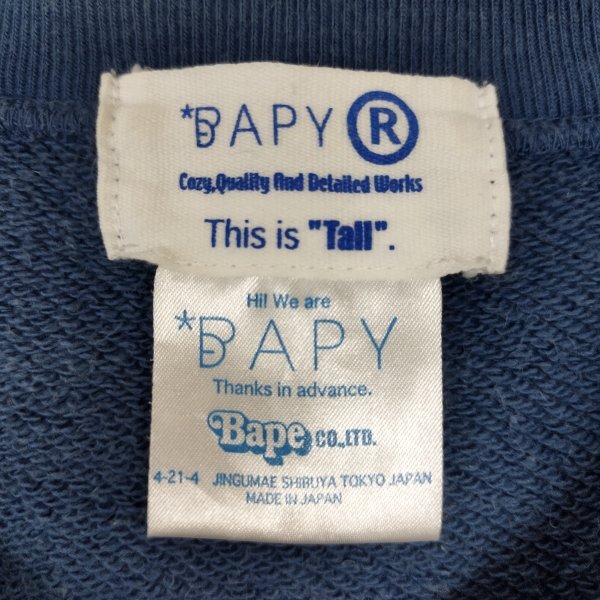 *BAPY®
Cozy,Quality And Detailed Works
This is "Tall".
Hi! We are
*BAPY
Thanks in advance.
Bape CO.,LTD.
4-21-4 JINGUMAE SHIBUYA TOKYO JAPAN
MADE IN JAPAN